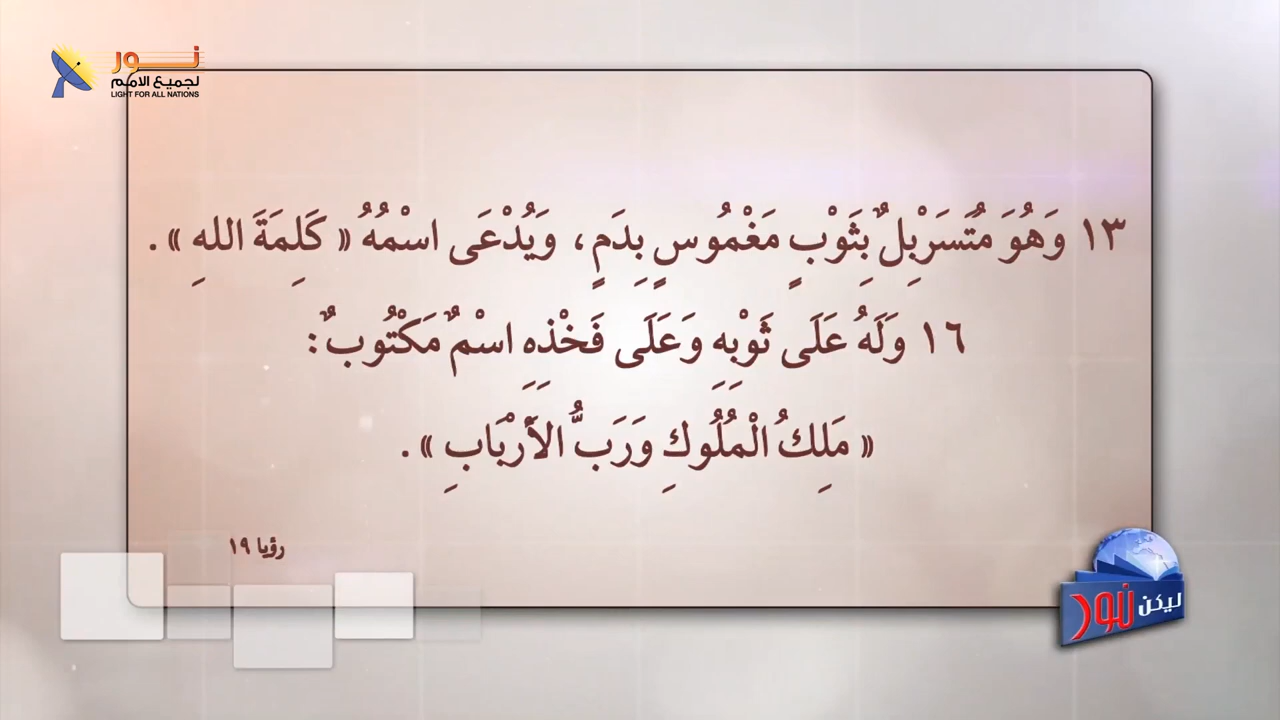 نور
لجميع الامم
LIGHT FOR ALL NATIONS
١٣ وَهُوَ مُتَسَرْبِلٌ بِثَوْبٍ مَغْمُوسٍ بِدَمٍ، وَيُدْعَى اسْمُهُ « كَلِمَةَ اللهِ » .
١٦ وَلَهُ عَلَى ثَوْبِهِ وَعَلَى فَخْذِهِ اسْمٌ مَكْتُوبٌ :
« مَلِكُ الْمُلُوكِ وَرَبُّ الأَرْبَابِ » .
رؤيا ١٩
ليكن نور